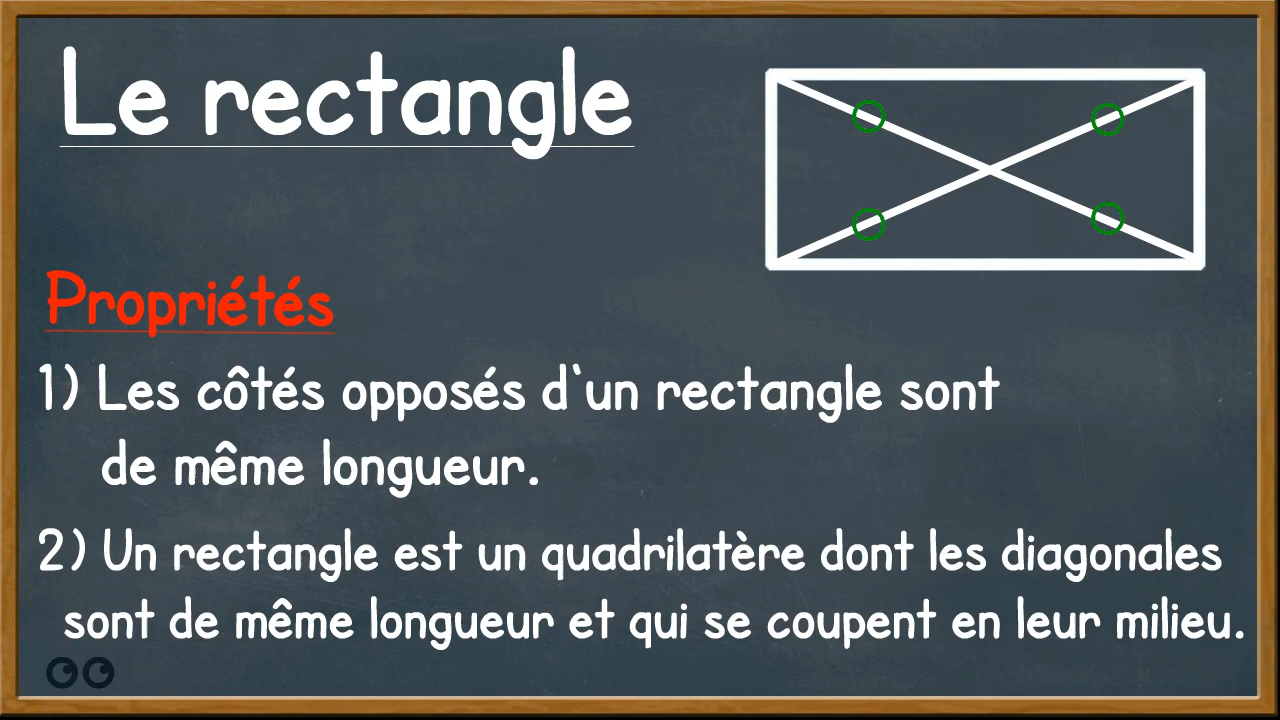 Le rectangle
Propriétés
1) Les côtés opposés d'un rectangle sont
de même longueur.
2) Un rectangle est un quadrilatère dont les diagonales
sont de même longueur et qui se coupent en leur milieu.